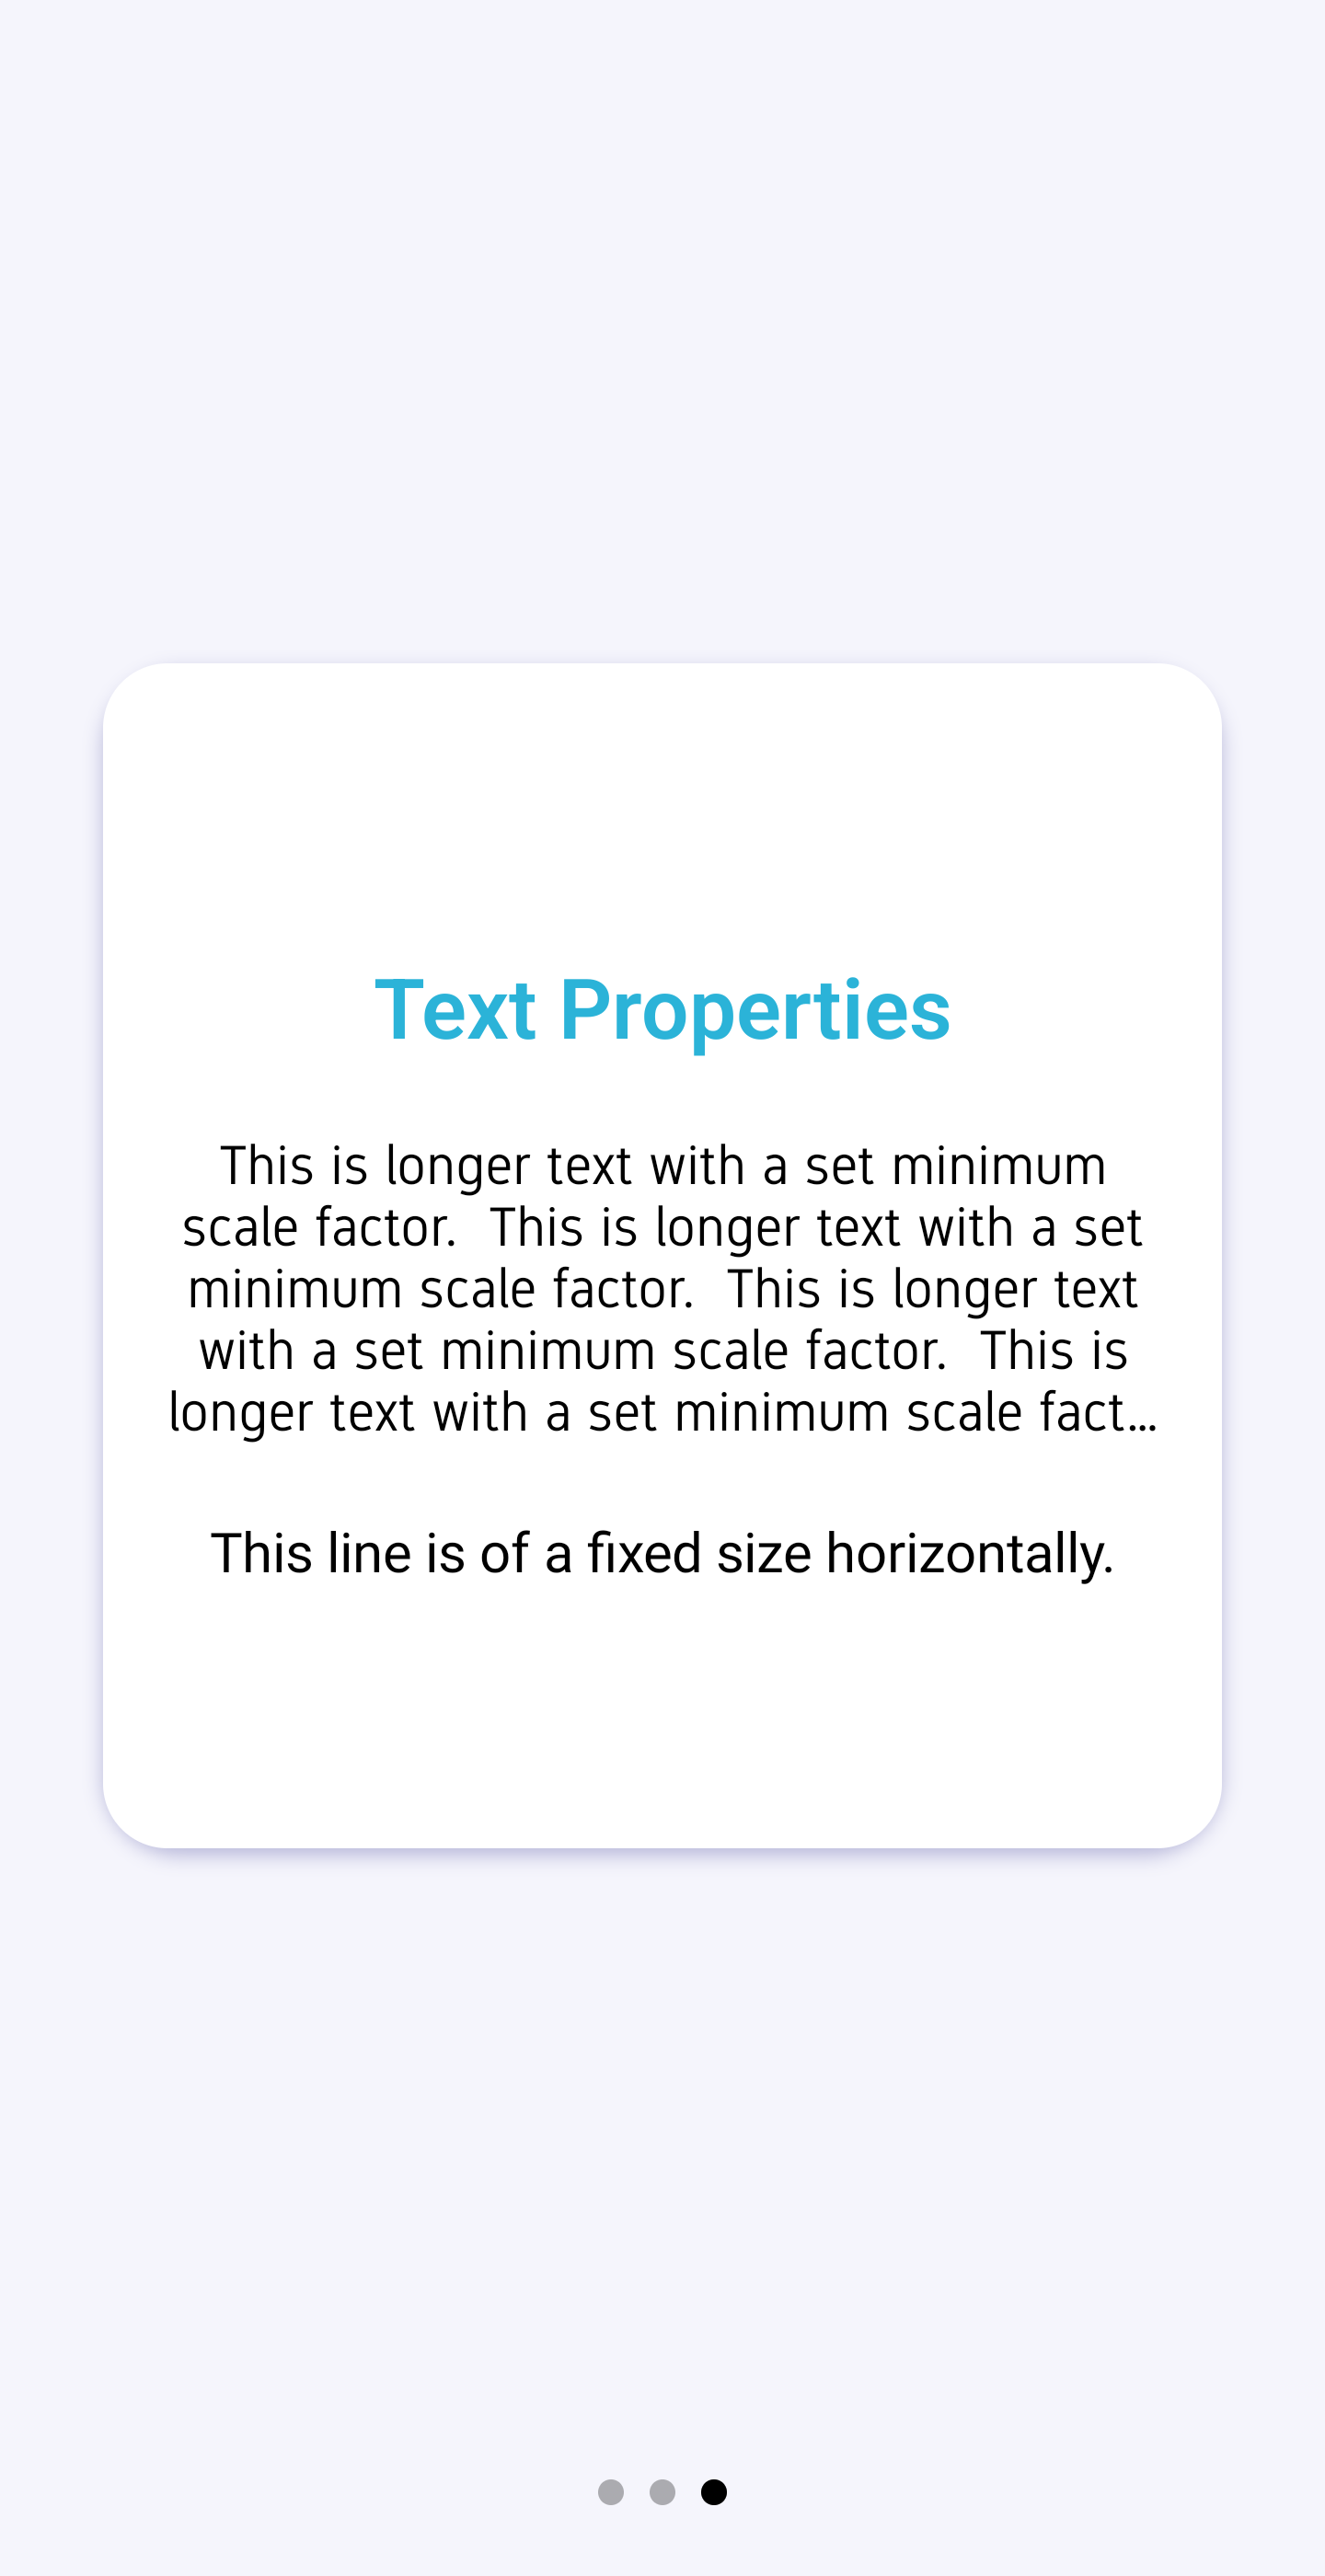 Text Properties
This is longer text with a set minimum
scale factor.  This is longer text with a set
minimum scale factor.  This is longer text
with a set minimum scale factor.  This is
longer text with a set minimum scale fact…
This line is of a fixed size horizontally.